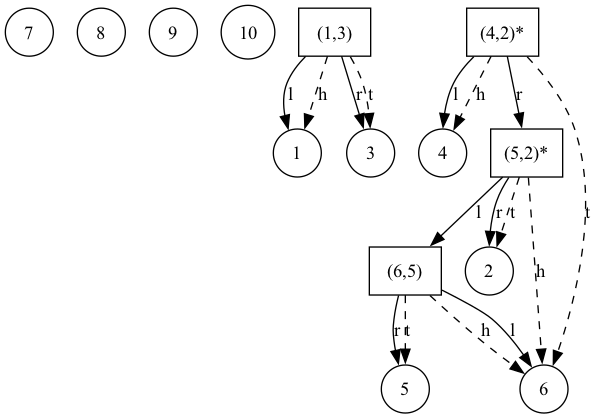 7 8 9 10 (1,3) (4,2)*
l h r t l h r
1 3 4 (5,2)*
l r t h t
(6,5) 2
r t h l
5 6